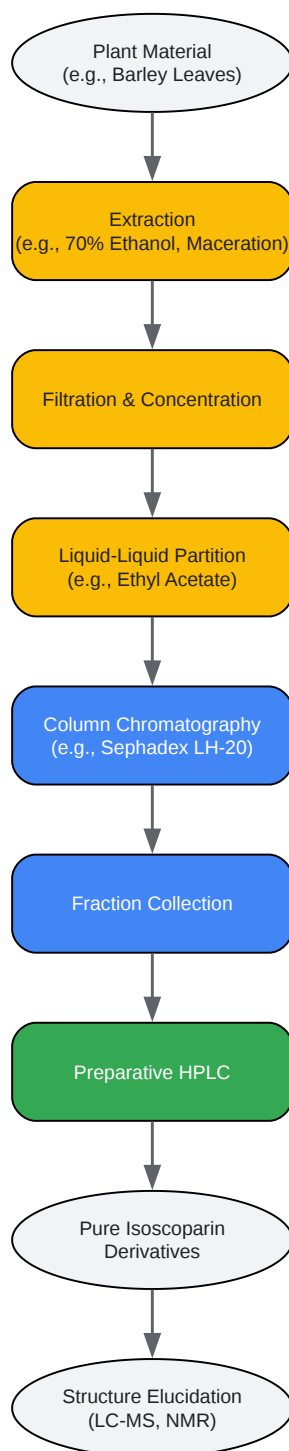 Plant Material
(e.g., Barley Leaves)
Extraction
(e.g., 70% Ethanol, Maceration)
Filtration & Concentration
Liquid-Liquid Partition
(e.g., Ethyl Acetate)
Column Chromatography
(e.g., Sephadex LH-20)
Fraction Collection
Preparative HPLC
Pure Isoscoparin
Derivatives
Structure Elucidation
(LC-MS, NMR)